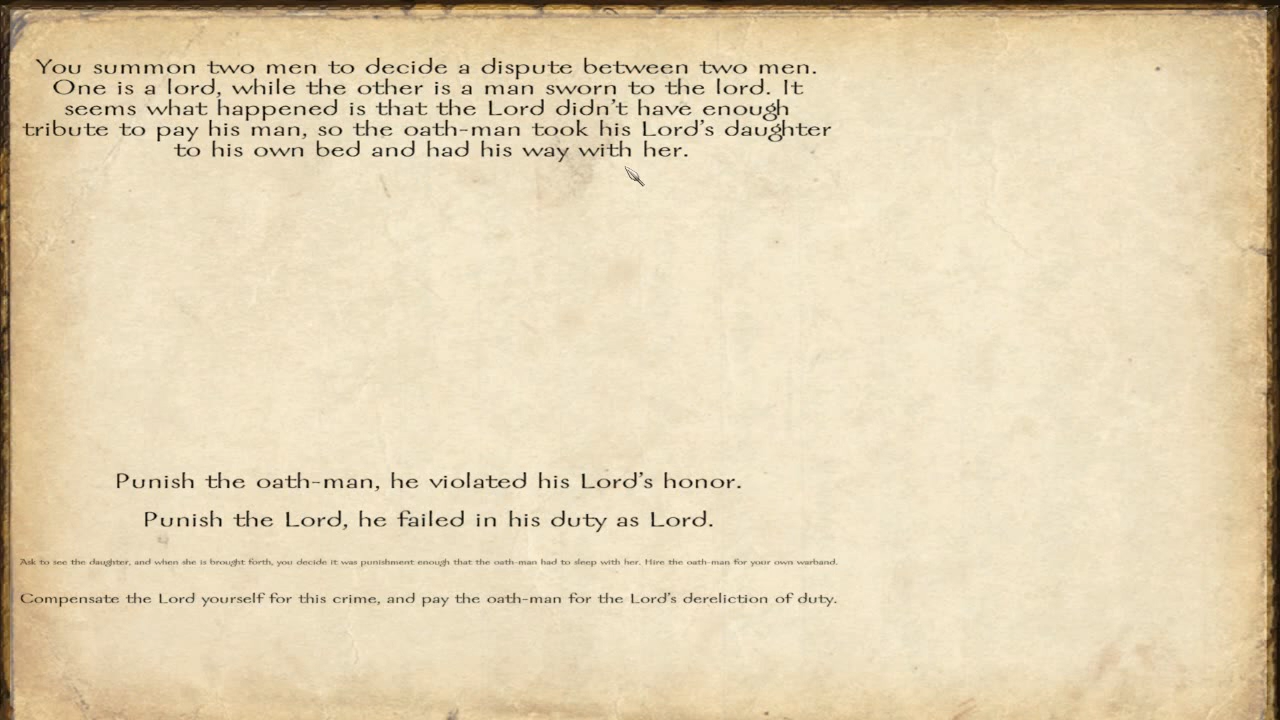 You summon two men to decide a dispute between two men.
One is a lord, while the other is a man sworn to the lord. It
seems what happened is that the Lord didn't have enough
tribute to pay his man, so the oath-man took his Lord's daughter
to his own bed and had his way with her.
Punish the oath-man, he violated his Lord's honor.
Punish the Lord, he failed in his duty as Lord.
Ask to see the daughter, and when she is brought forth, you decide it was punishment enough that the oath-man had to sleep with her. Hire the oath-man for your own warband.
Compensate the Lord yourself for this crime, and pay the oath-man for the Lord's dereliction of duty.